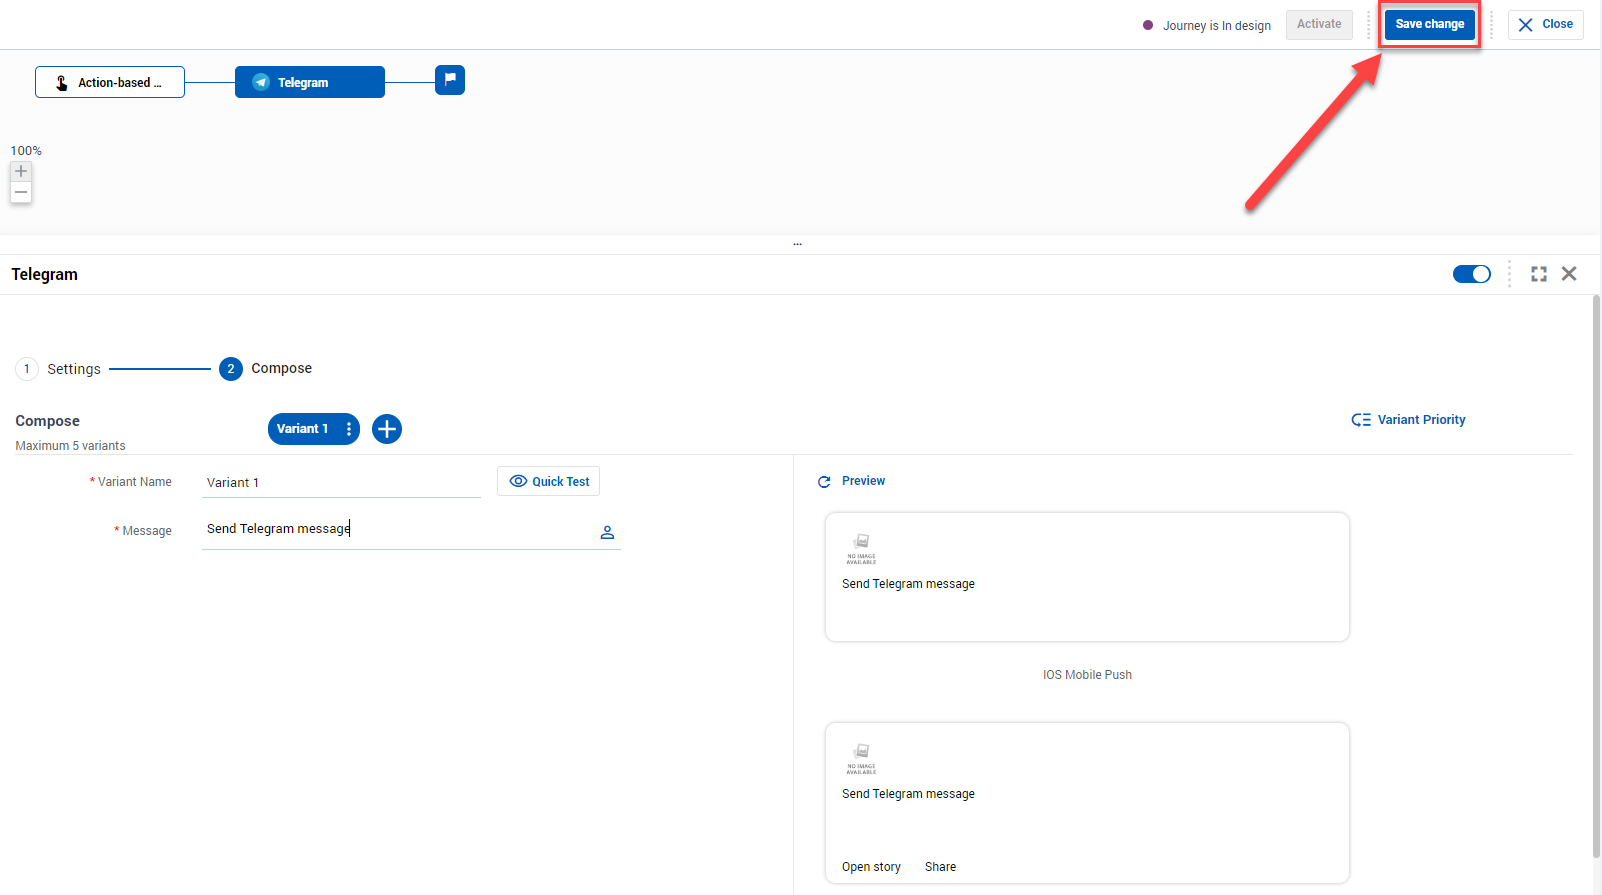 Journey is In design
Activate
Save change
Close
Action-based ...
Telegram
100%
...
Telegram
1 Settings
2 Compose
Compose
Maximum 5 variants
Variant 1
Variant Priority
* Variant Name
Variant 1
Quick Test
* Message
Send Telegram message
Preview
NO IMAGE
AVAILABLE
Send Telegram message
IOS Mobile Push
NO IMAGE
AVAILABLE
Send Telegram message
Open story
Share